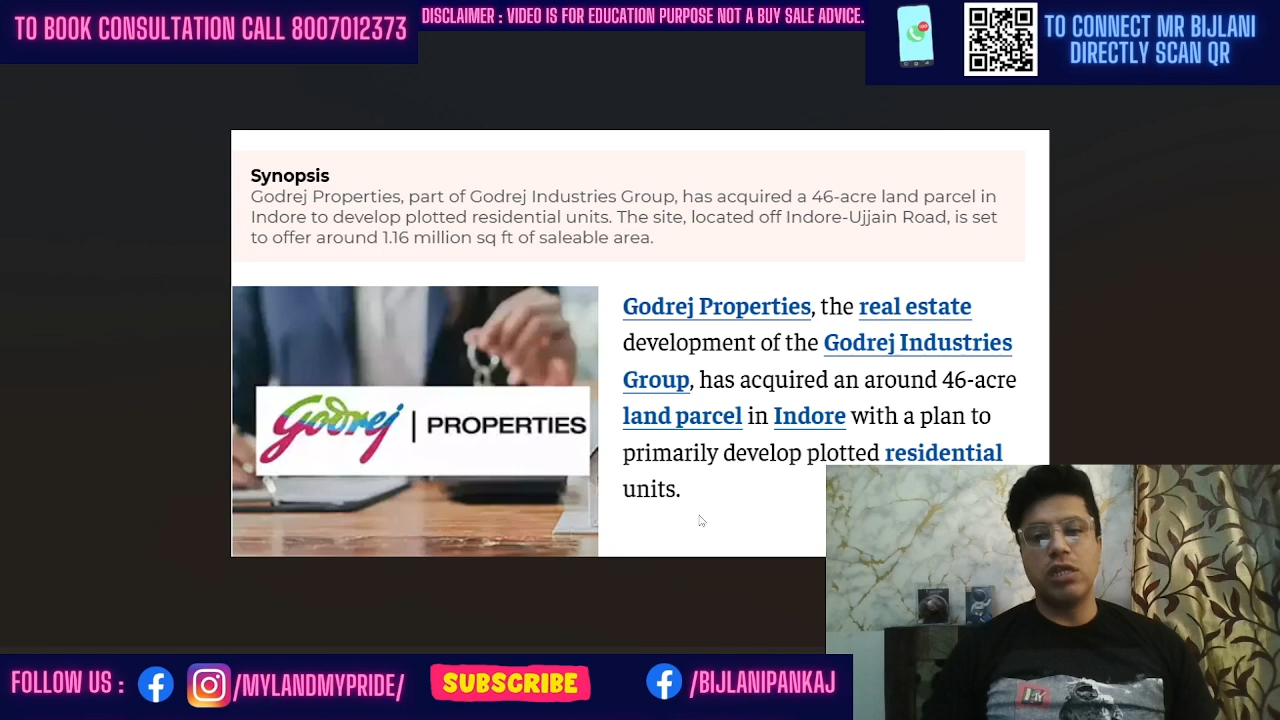 TO BOOK CONSULTATION CALL 8007012373
DISCLAIMER : VIDEO IS FOR EDUCATION PURPOSE NOT A BUY SALE ADVICE.
TO CONNECT MR BIJLANI
DIRECTLY SCAN QR
Synopsis
Godrej Properties, part of Godrej Industries Group, has acquired a 46-acre land parcel in
Indore to develop plotted residential units. The site, located off Indore-Ujjain Road, is set
to offer around 1.16 million sq ft of saleable area.
Godrej | PROPERTIES
Godrej Properties, the real estate
development of the Godrej Industries
Group, has acquired an around 46-acre
land parcel in Indore with a plan to
primarily develop plotted residential
units.
FOLLOW US :
/MYLANDMYPRIDE/
SUBSCRIBE
/BIJLANIPANKAJ